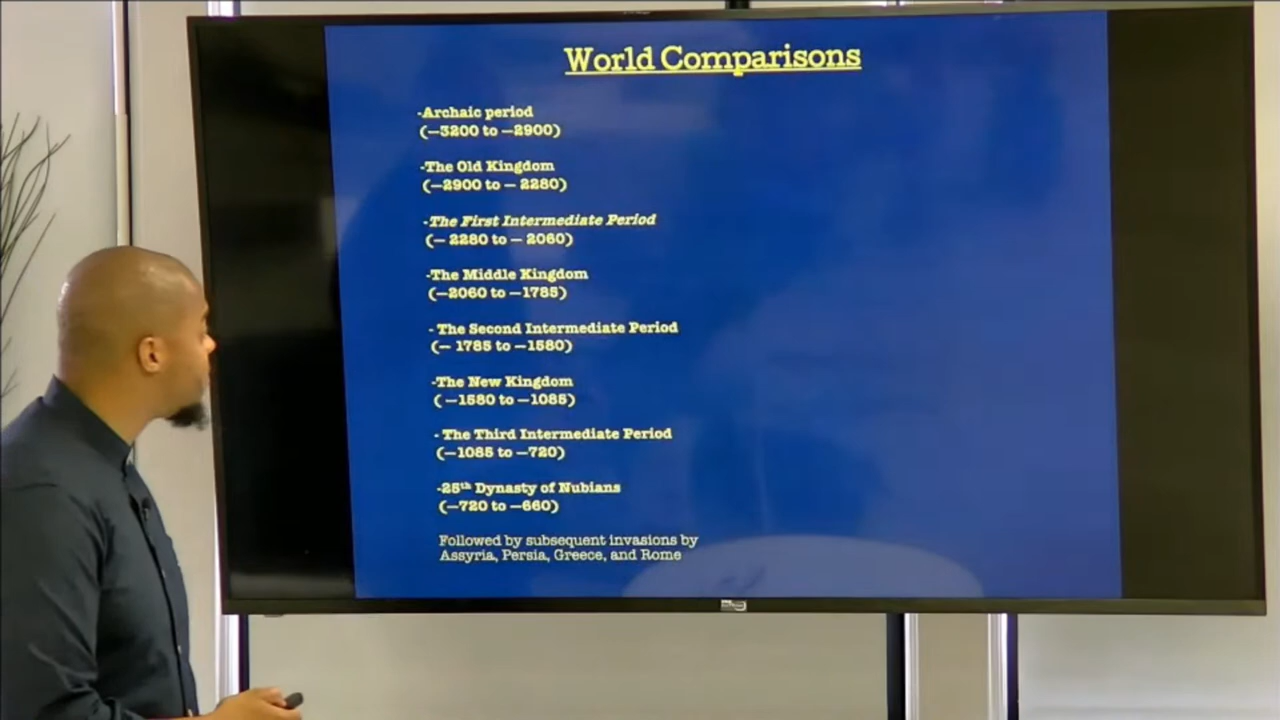 World Comparisons
-Archaic period
(—3200 to —2900)
-The Old Kingdom
(—2900 to — 2280)
-The First Intermediate Period
(— 2280 to — 2060)
-The Middle Kingdom
(—2060 to —1785)
- The Second Intermediate Period
(— 1785 to —1580)
-The New Kingdom
( —1580 to —1085)
- The Third Intermediate Period
(—1085 to —720)
-25th Dynasty of Nubians
(—720 to —660)
Followed by subsequent invasions by
Assyria, Persia, Greece, and Rome